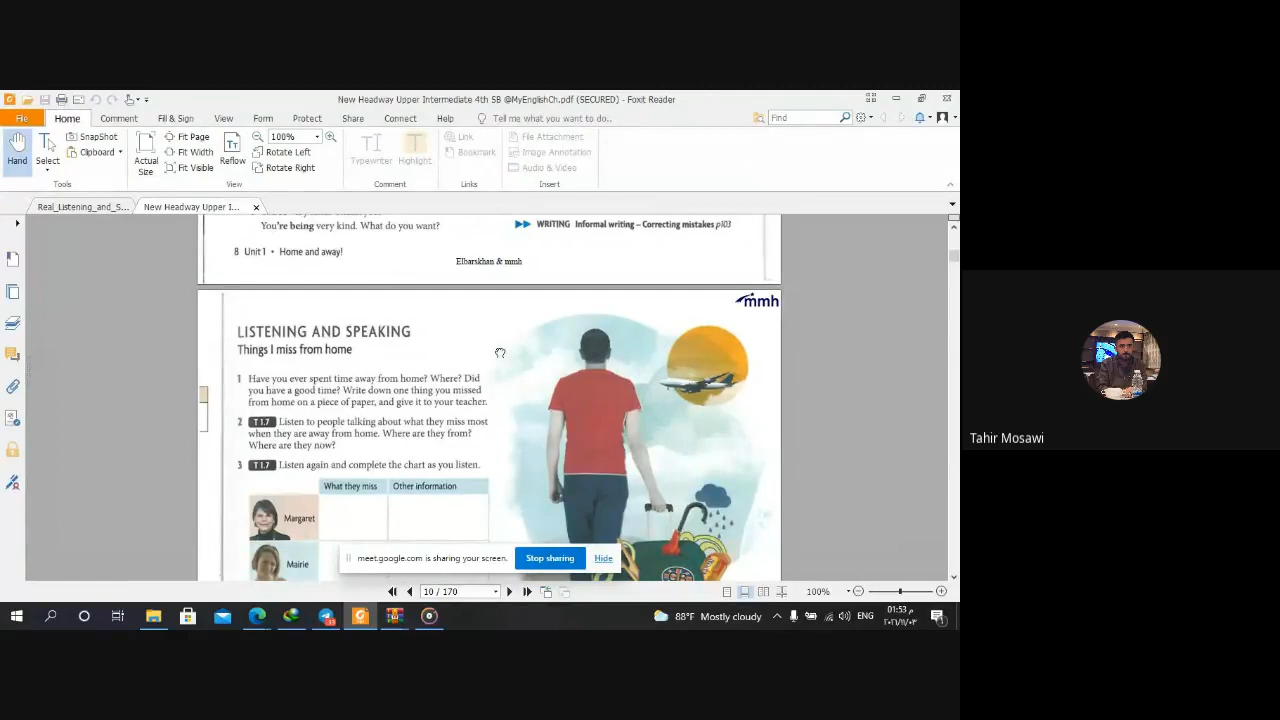 New Headway Upper Intermediate 4th SB @MyEnglishCh.pdf (SECURED) - Foxit Reader
File Home Comment View Fill & Sign Form Protect Share Connect Help Tell me what you want to do.. Find
Hand
Select
SnapShot
Clipboard
Actual Size
Fit Page
Fit Width
Fit Visible
Reflow
100%
Rotate Left
Rotate Right
Typewriter
Highlight
Link
Bookmark
File Attachment
Image Annotation
Audio & Video
Tools View Comment Links Insert
Real_Listening_and_S... New Headway Upper I...
You're being very kind. What do you want?
WRITING Informal writing – Correcting mistakes p103
8 Unit 1 • Home and away!
Elbarskhan & mmh
mmh
LISTENING AND SPEAKING
Things I miss from home
1 Have you ever spent time away from home? Where? Did
you have a good time? Write down one thing you missed
from home on a piece of paper, and give it to your teacher.
2 T 1.7 Listen to people talking about what they miss most
when they are away from home. Where are they from?
Where are they now?
3 T 1.7 Listen again and complete the chart as you listen.
What they miss Other information
Margaret
Mairie
meet.google.com is sharing your screen. Stop sharing Hide
10 / 170
100%
88°F Mostly cloudy
ENG
01:53 م
٢٠٢١/١١/٠٣
Tahir Mosawi